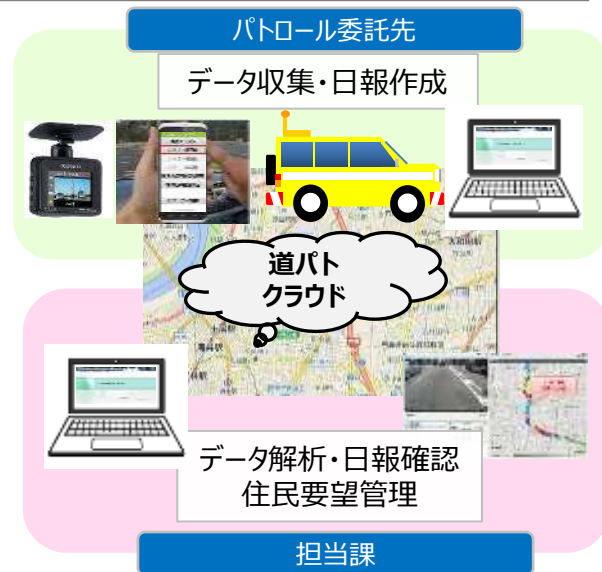 パトロール委託先
データ収集・日報作成
道パト
クラウド
データ解析・日報確認
住民要望管理
担当課